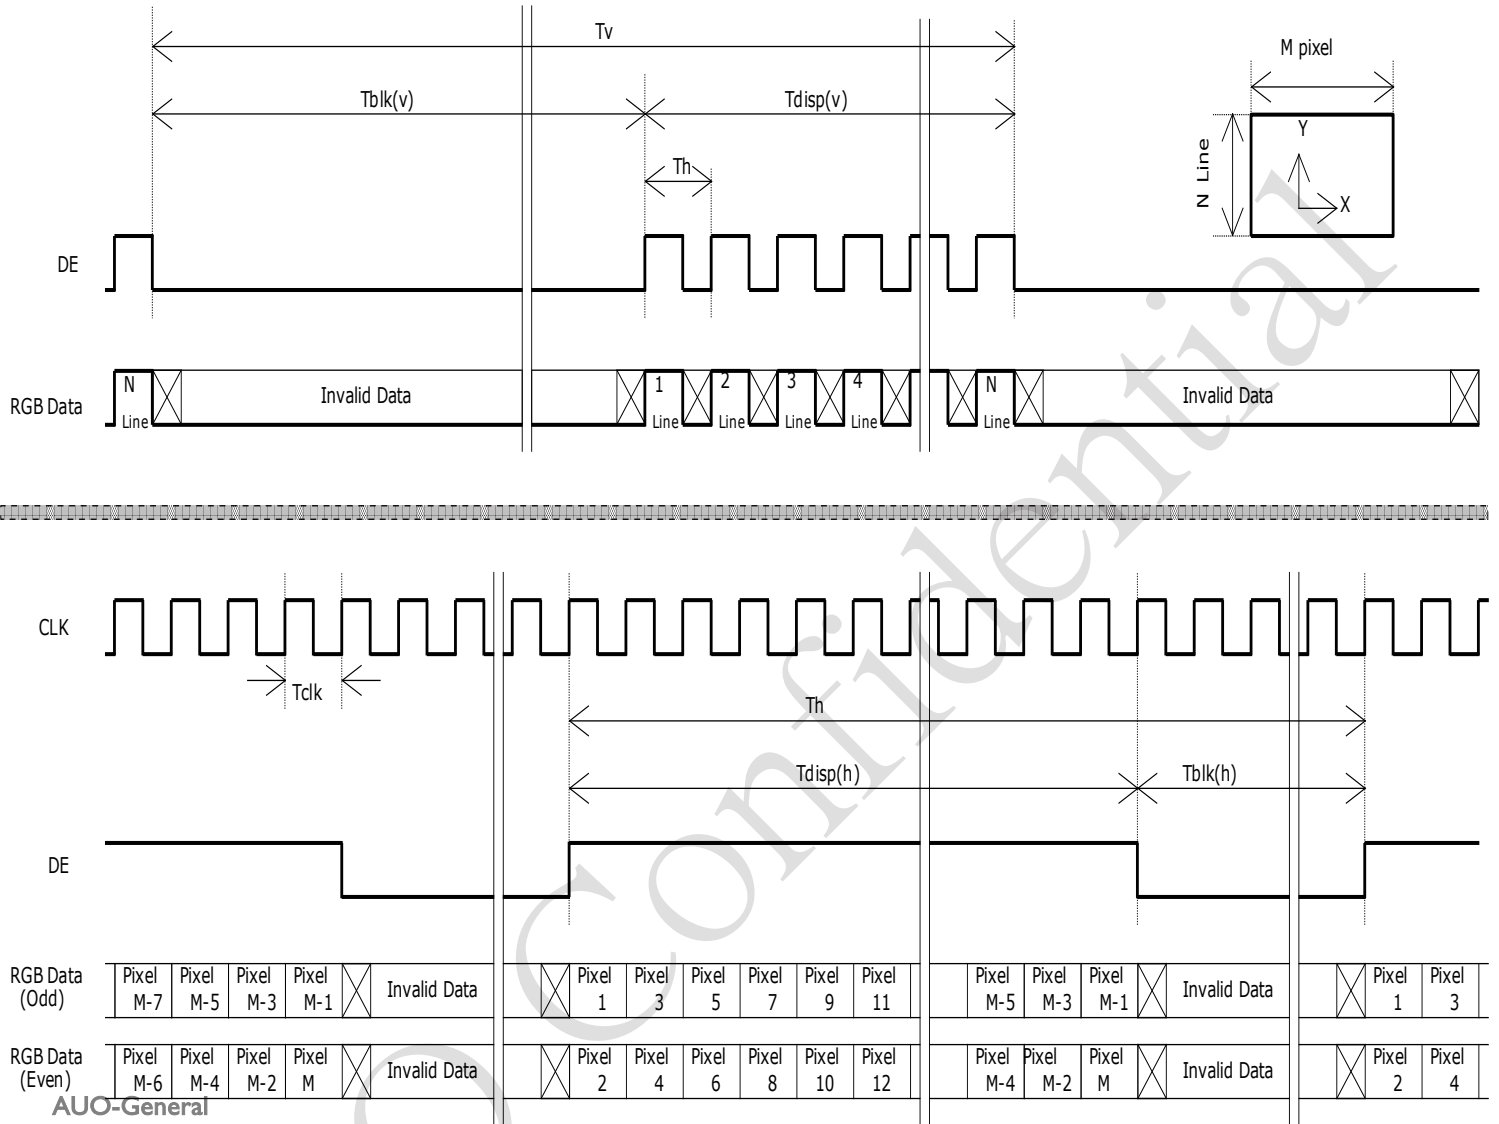 Tv
M pixel
Tblk(v) Tdisp(v)
Y
N Line
Th
X
DE
N 1 2 3 4 N
Invalid Data Invalid Data
RGB Data
Line Line Line Line Line Line
CLK
Tclk
Th
Tdisp(h) Tblk(h)
DE
RGB Data Pixel Pixel Pixel Pixel Invalid Data Pixel Pixel Pixel Pixel Pixel Pixel Pixel Pixel Pixel Invalid Data Pixel Pixel
(Odd) M-7 M-5 M-3 M-1 1 3 5 7 9 11 M-5 M-3 M-1 1 3
RGB Data Pixel Pixel Pixel Pixel Invalid Data Pixel Pixel Pixel Pixel Pixel Pixel Pixel Pixel Pixel Invalid Data Pixel Pixel
(Even) M-6 M-4 M-2 M 2 4 6 8 10 12 M-4 M-2 M 2 4
AUO-General
O Confidential